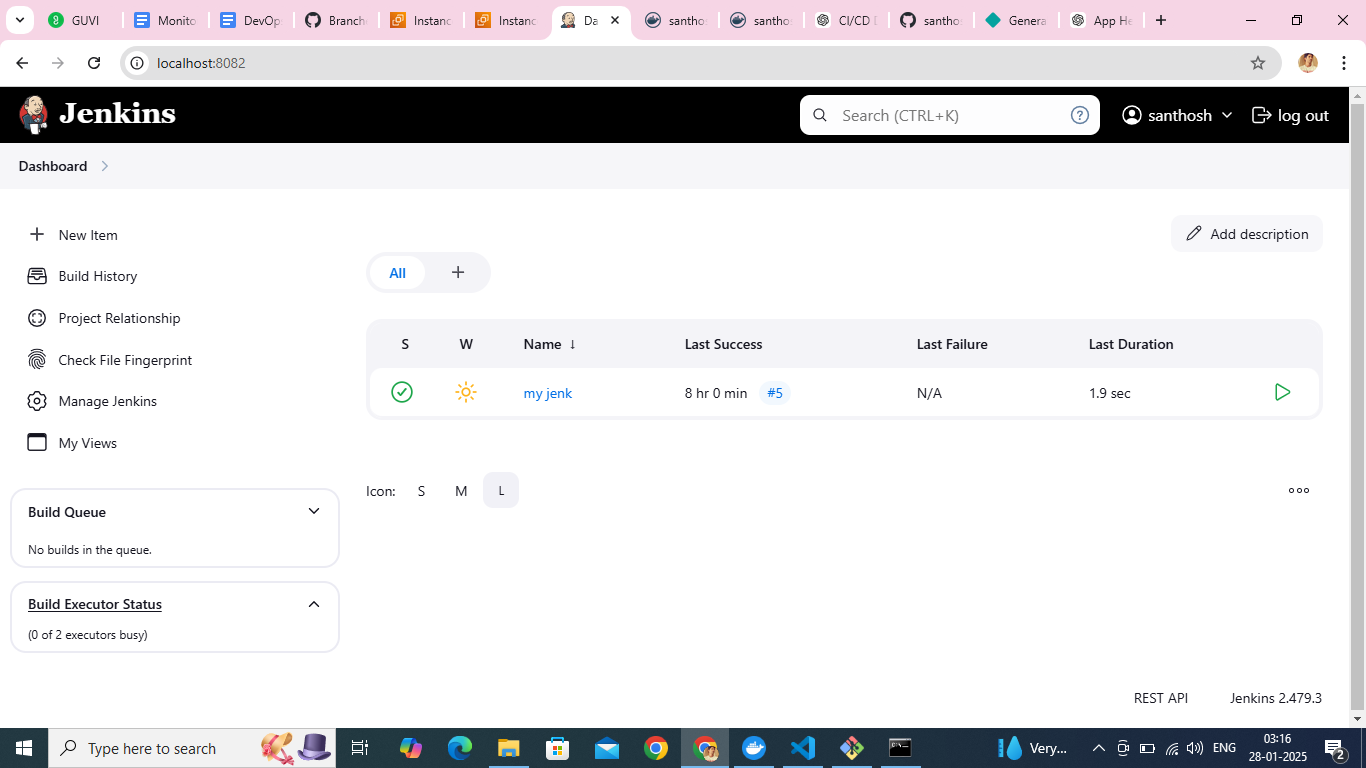 GUVI
Monito
DevOp
Branch
Instanc
Instanc
Da
santhos
santhos
CI/CD
santhos
Genera
App He
localhost:8082
Jenkins
Search (CTRL+K)
santhosh
log out
Dashboard
New Item
Add description
All
Build History
Project Relationship
Check File Fingerprint
Manage Jenkins
My Views
S W Name ↓ Last Success Last Failure Last Duration
my jenk 8 hr 0 min #5 N/A 1.9 sec
Icon: S M L
Build Queue
No builds in the queue.
Build Executor Status
(0 of 2 executors busy)
REST API
Jenkins 2.479.3
Type here to search
Very...
ENG
03:16
28-01-2025
2